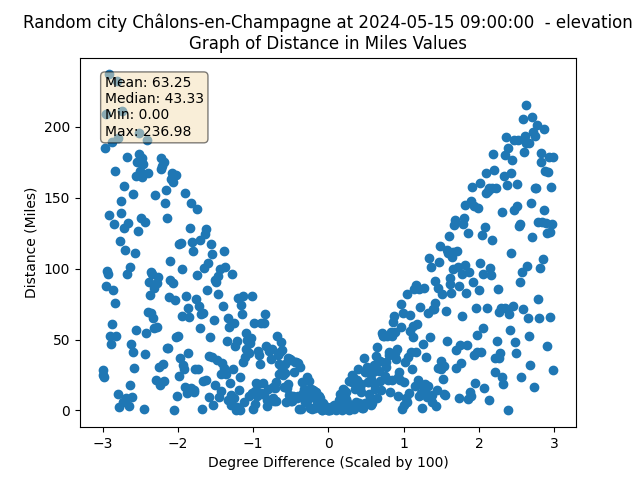 Random city Châlons-en-Champagne at 2024-05-15 09:00:00 - elevation
Graph of Distance in Miles Values
Mean: 63.25
Median: 43.33
Min: 0.00
Max: 236.98
Distance (Miles)
200
150
100
50
0
−3
−2
−1
0
1
2
3
Degree Difference (Scaled by 100)